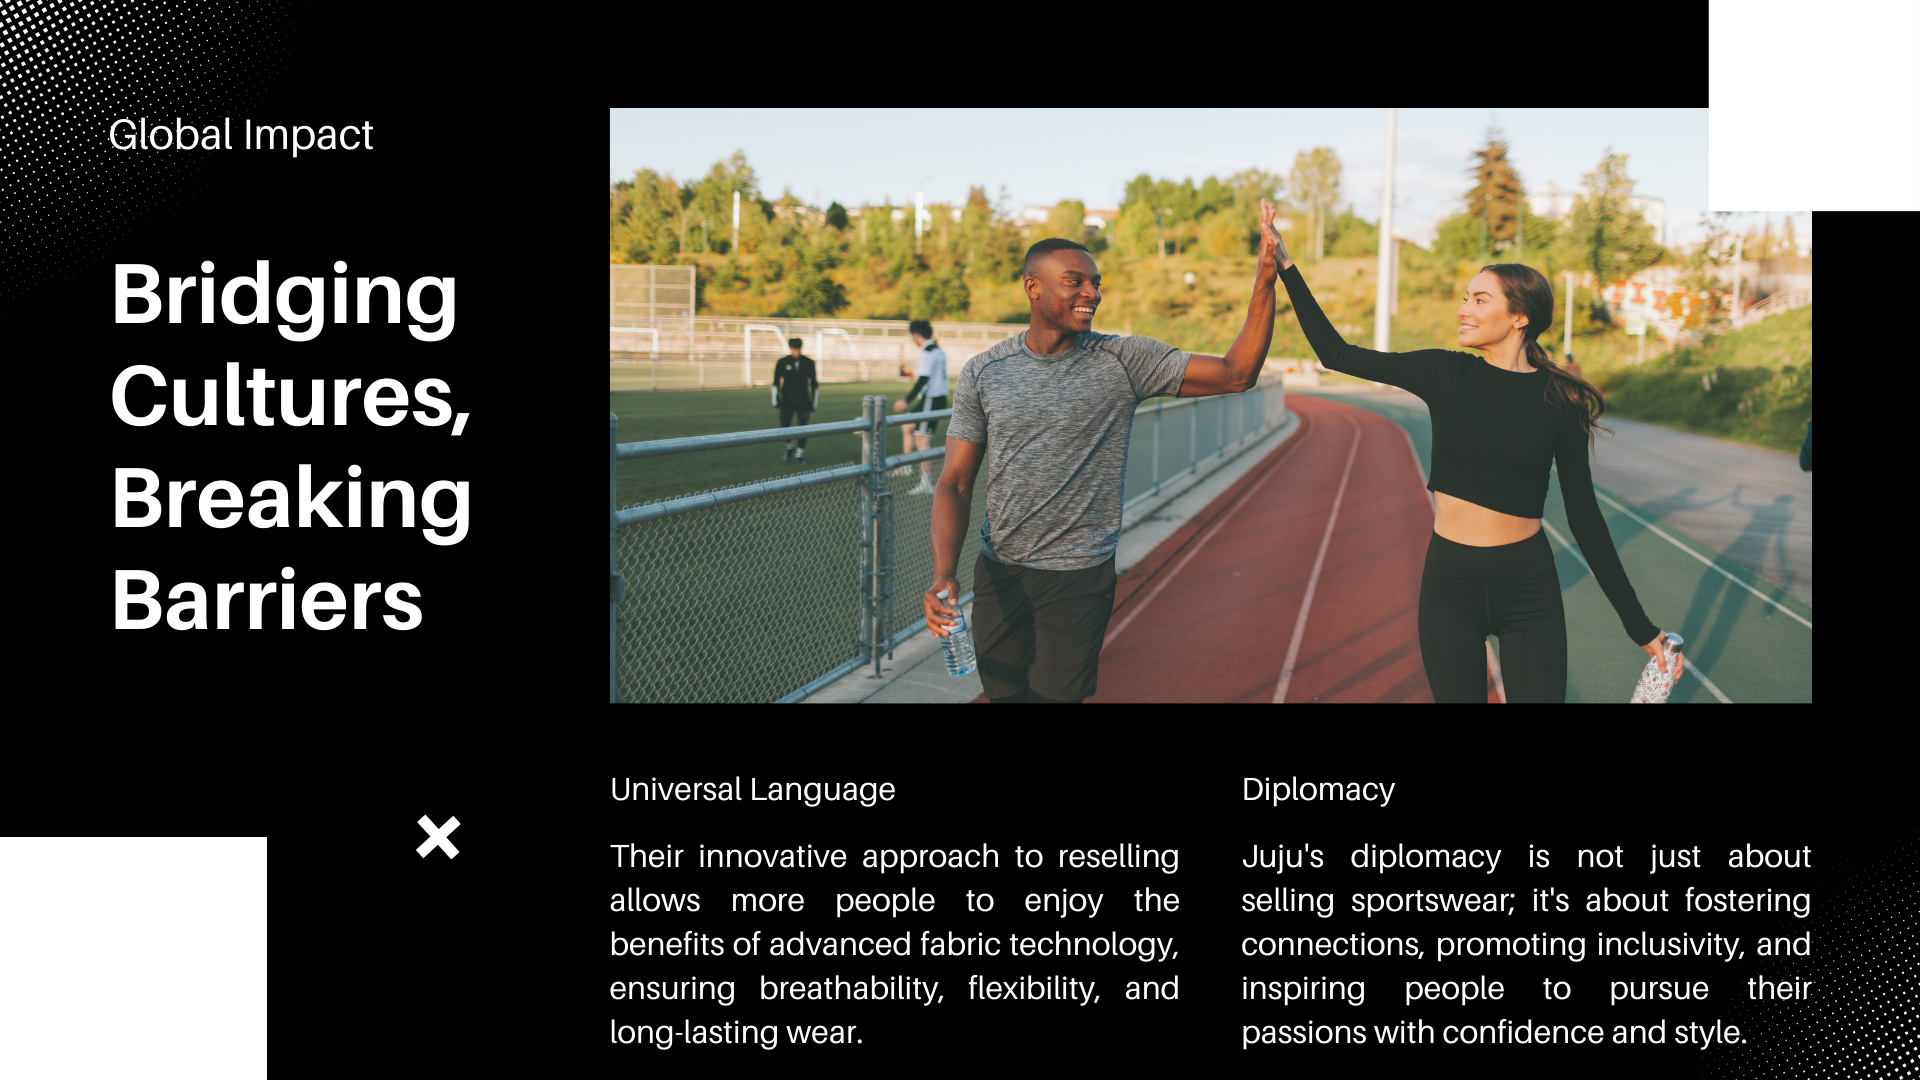 Global Impact
Bridging
Cultures,
Breaking
Barriers
Universal Language
Their innovative approach to reselling
allows more people to enjoy the
benefits of advanced fabric technology,
ensuring breathability, flexibility, and
long-lasting wear.
Diplomacy
Juju's diplomacy is not just about
selling sportswear; it's about fostering
connections, promoting inclusivity, and
inspiring people to pursue their
passions with confidence and style.